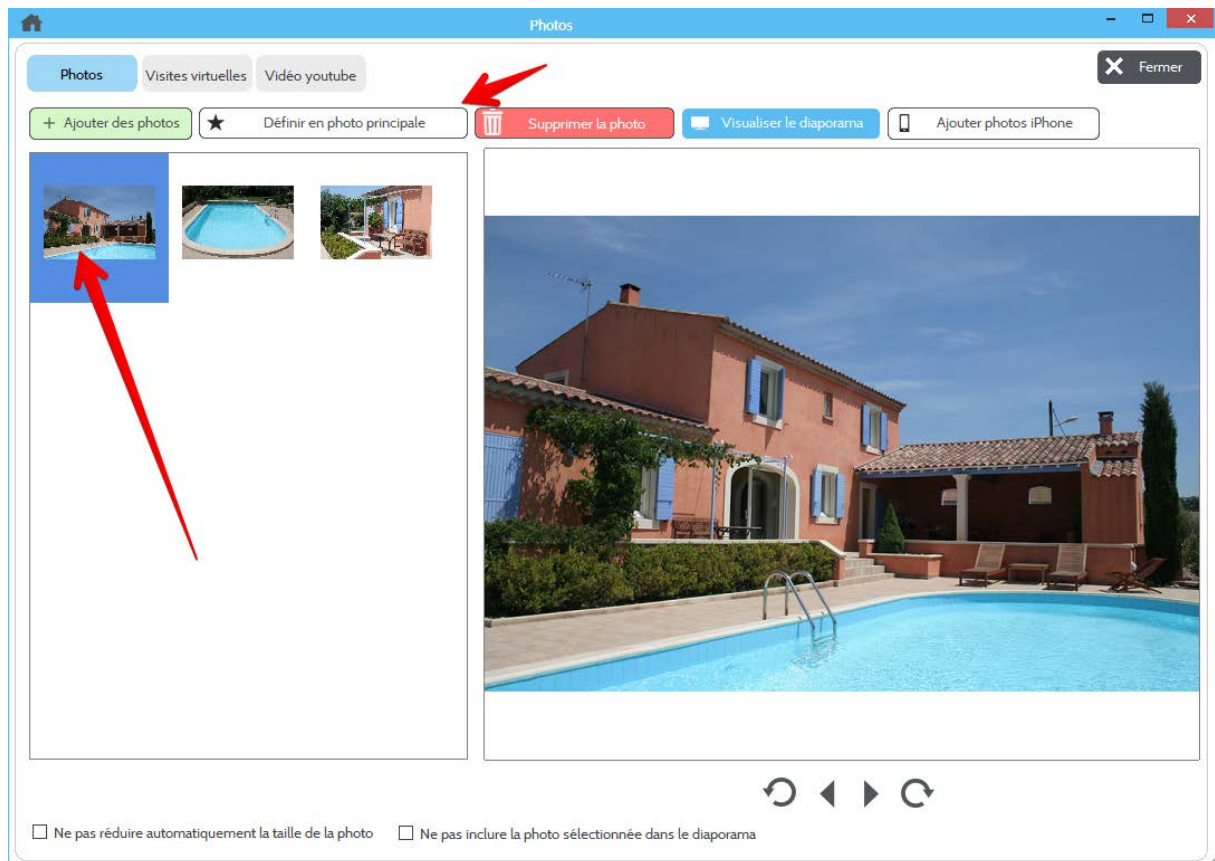 Photos
Photos Visites virtuelles Vidéo youtube Fermer
+ Ajouter des photos Définir en photo principale Supprimer la photo Visualiser le diaporama Ajouter photos iPhone
Ne pas réduire automatiquement la taille de la photo Ne pas inclure la photo sélectionnée dans le diaporama